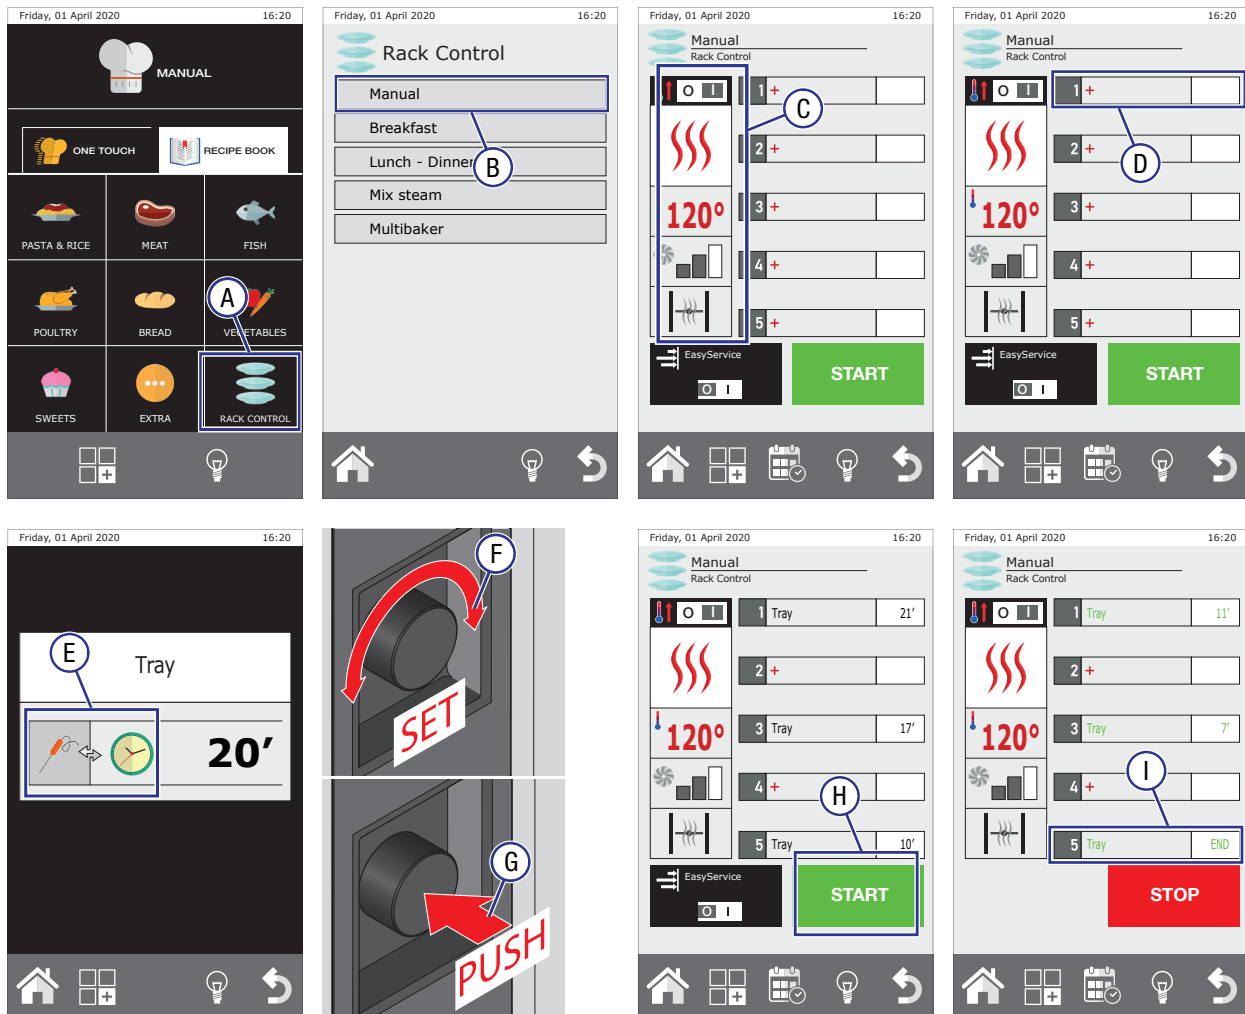 Friday, 01 April 2020 16:20
MANUAL
ONE TOUCH
RECIPE BOOK
PASTA & RICE
MEAT
FISH
A
POULTRY
BREAD
VEGETABLES
SWEETS
EXTRA
RACK CONTROL
Friday, 01 April 2020 16:20
Rack Control
Manual
Breakfast
Lunch - Dinner
B
Mix steam
Multibaker
Friday, 01 April 2020 16:20
Manual
Rack Control
O I
1 +
C
2 +
120°
3 +
4 +
5 +
EasyService
O I
START
Friday, 01 April 2020 16:20
Manual
Rack Control
O I
1 +
2 +
D
120°
3 +
4 +
5 +
EasyService
O I
START
Friday, 01 April 2020 16:20
E
Tray
20′
F
SET
G
PUSH
Friday, 01 April 2020 16:20
Manual
Rack Control
O I
1 Tray 21′
2 +
120°
3 Tray 17′
4 +
H
5 Tray 10′
EasyService
O I
START
Friday, 01 April 2020 16:20
Manual
Rack Control
O I
1 Tray 11′
2 +
120°
3 Tray 7′
I
4 +
5 Tray END
STOP